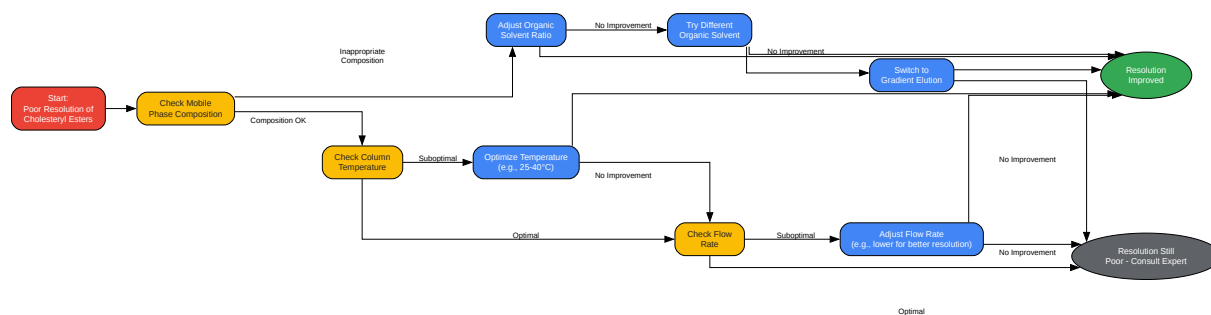 Adjust Organic
Solvent Ratio
No Improvement
Try Different
Organic Solvent
Inappropriate
Composition
No Improvement
Switch to
Gradient Elution
Resolution
Improved
Start:
Poor Resolution of
Cholesteryl Esters
Check Mobile
Phase Composition
Composition OK
Check Column
Temperature
Suboptimal
Optimize Temperature
(e.g., 25-40°C)
No Improvement
No Improvement
Optimal
Check Flow
Rate
Suboptimal
Adjust Flow Rate
(e.g., lower for better resolution)
No Improvement
Resolution Still
Poor - Consult Expert
Optimal